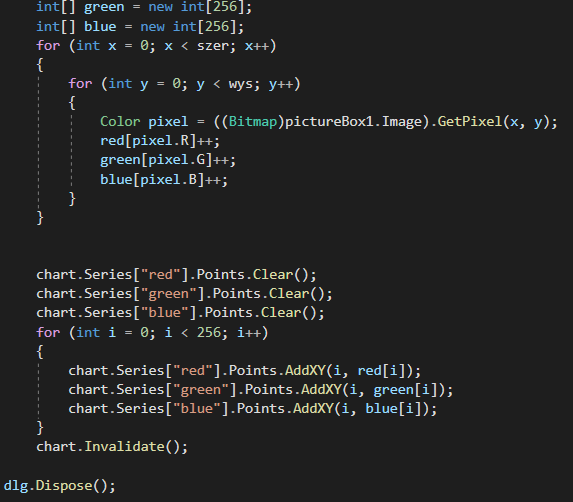 int[] green = new int[256];
int[] blue = new int[256];
for (int x = 0; x < szer; x++)
{
for (int y = 0; y < wys; y++)
{
Color pixel = ((Bitmap)pictureBox1.Image).GetPixel(x, y);
red[pixel.R]++;
green[pixel.G]++;
blue[pixel.B]++;
}
}
chart.Series["red"].Points.Clear();
chart.Series["green"].Points.Clear();
chart.Series["blue"].Points.Clear();
for (int i = 0; i < 256; i++)
{
chart.Series["red"].Points.AddXY(i, red[i]);
chart.Series["green"].Points.AddXY(i, green[i]);
chart.Series["blue"].Points.AddXY(i, blue[i]);
}
chart.Invalidate();
dlg.Dispose();